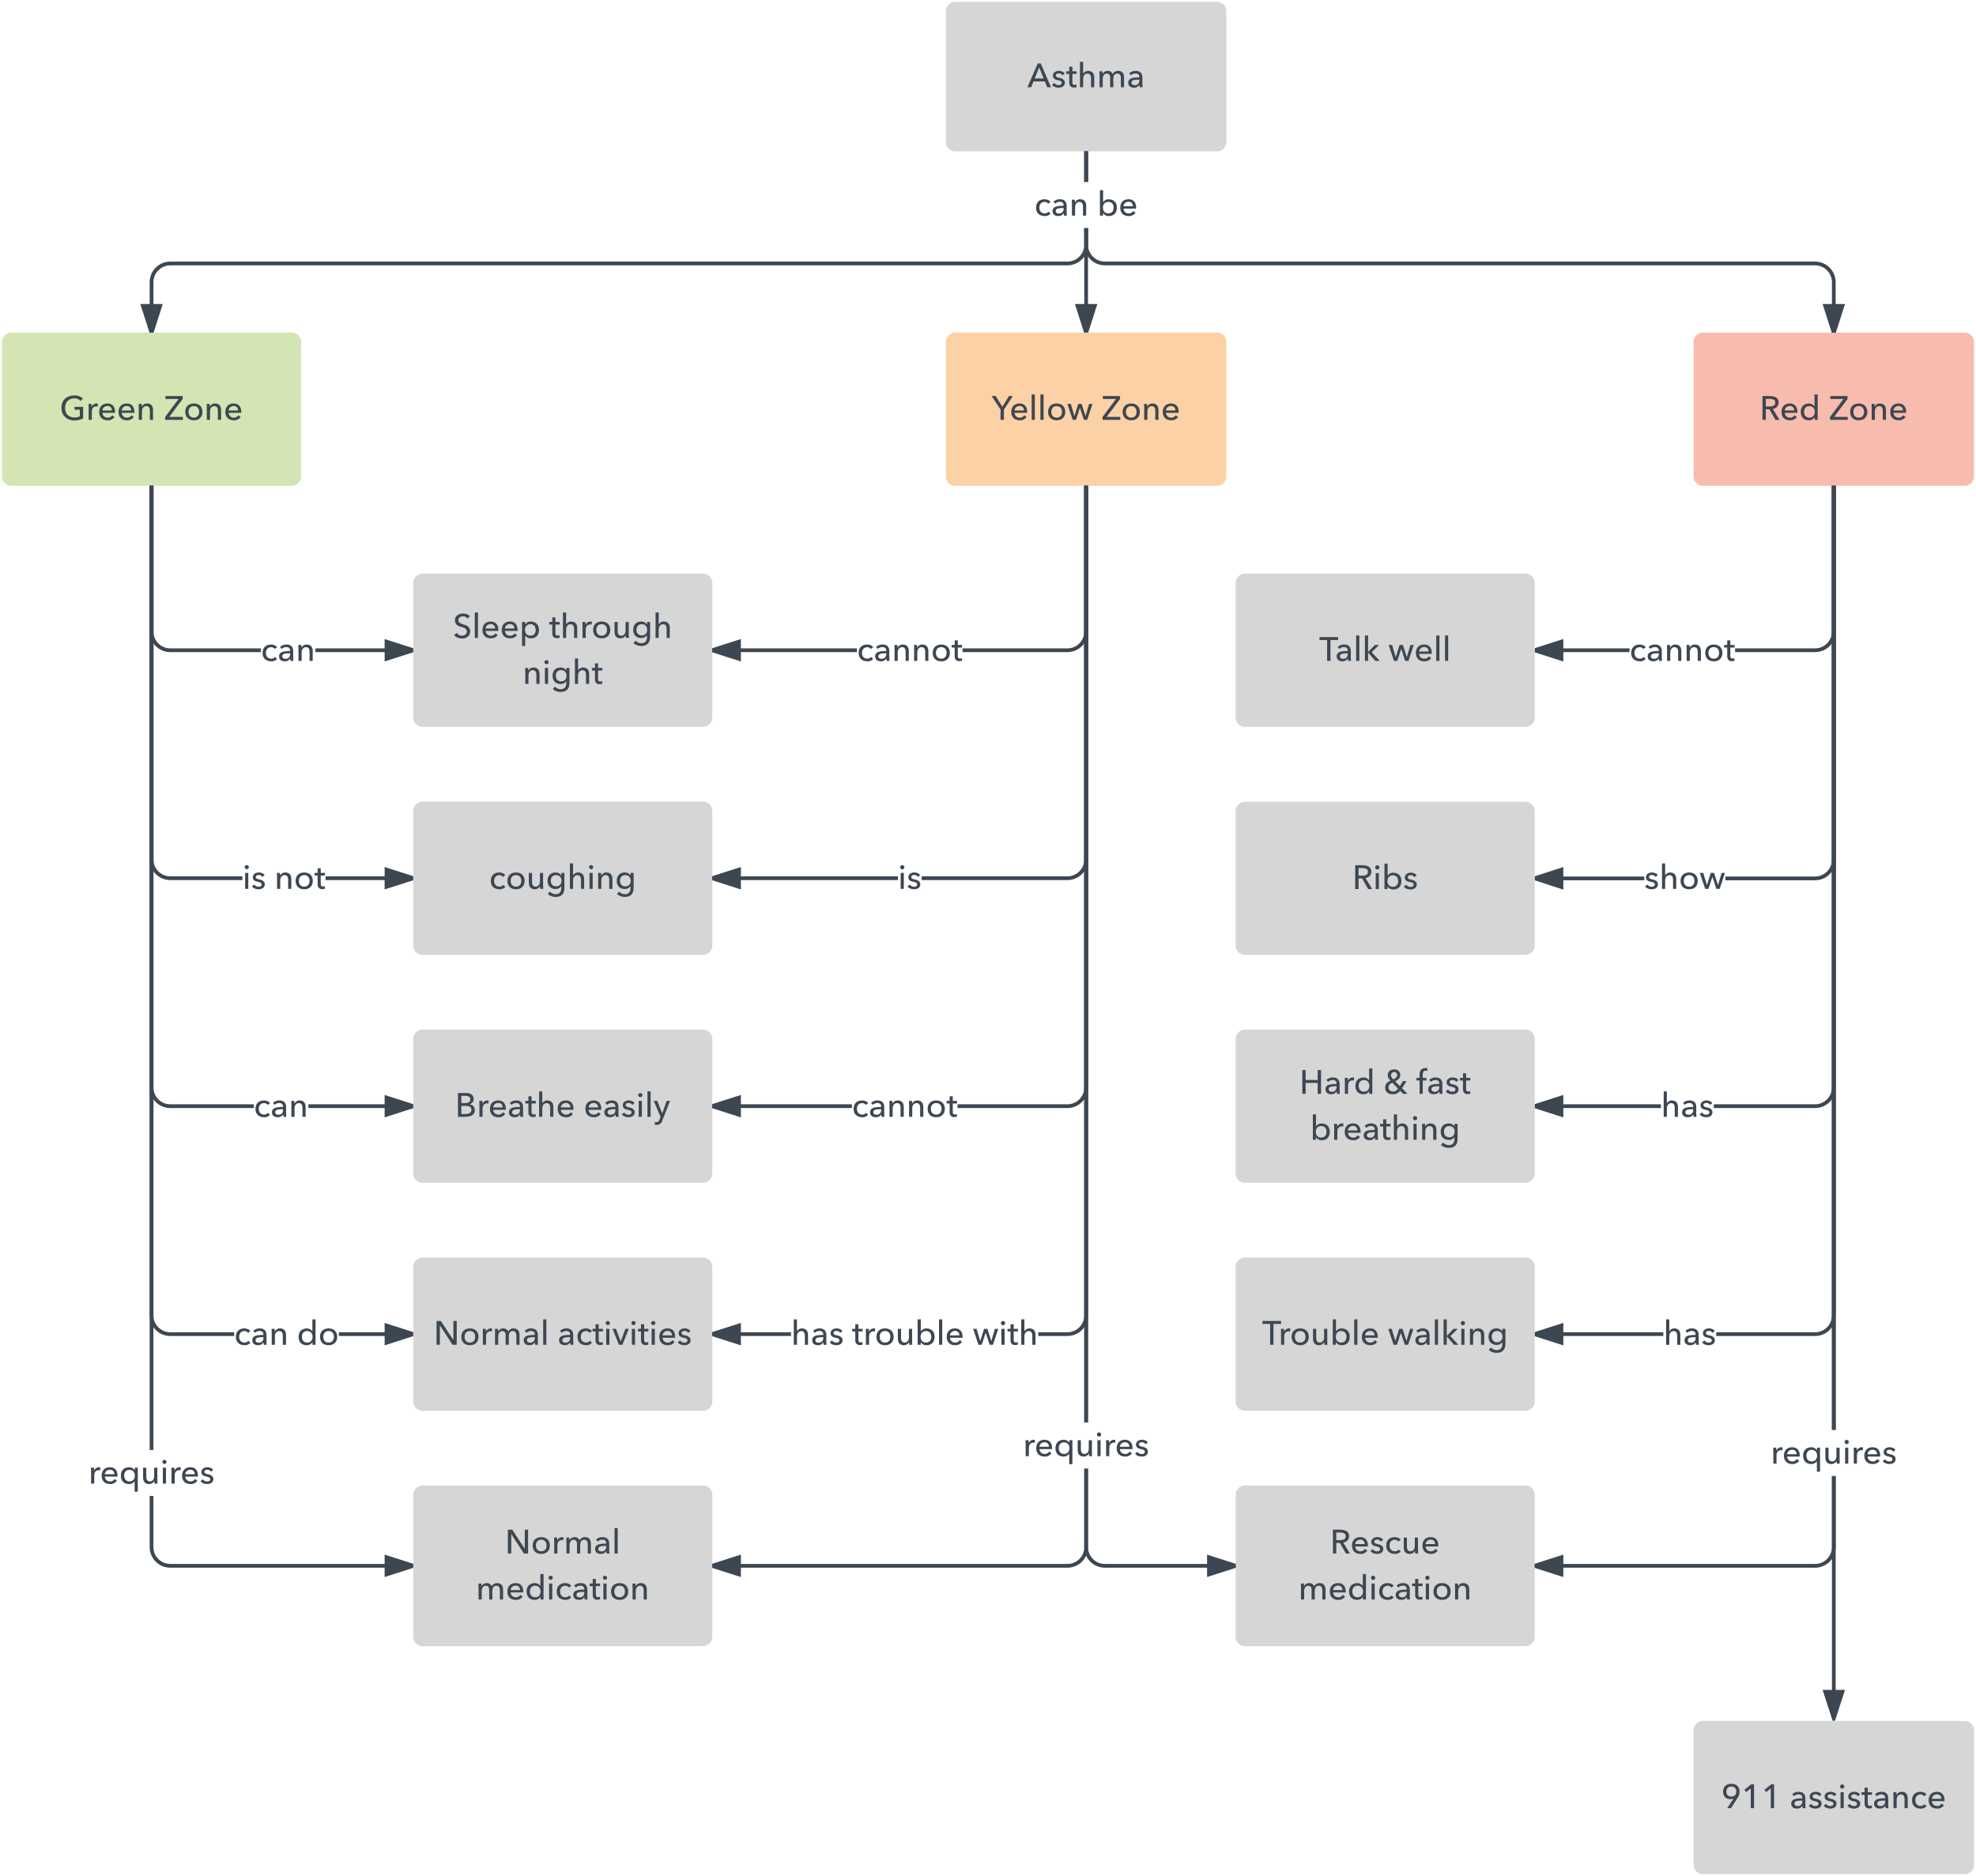 Asthma
can be
Green Zone
Yellow Zone
Red Zone
can
Sleep through
night
cannot
Talk well
cannot
is not
coughing
is
Ribs
show
can
Breathe easily
cannot
Hard & fast
breathing
has
can do
Normal activities
has trouble with
Trouble walking
has
requires
requires
requires
Normal
medication
Rescue
medication
911 assistance